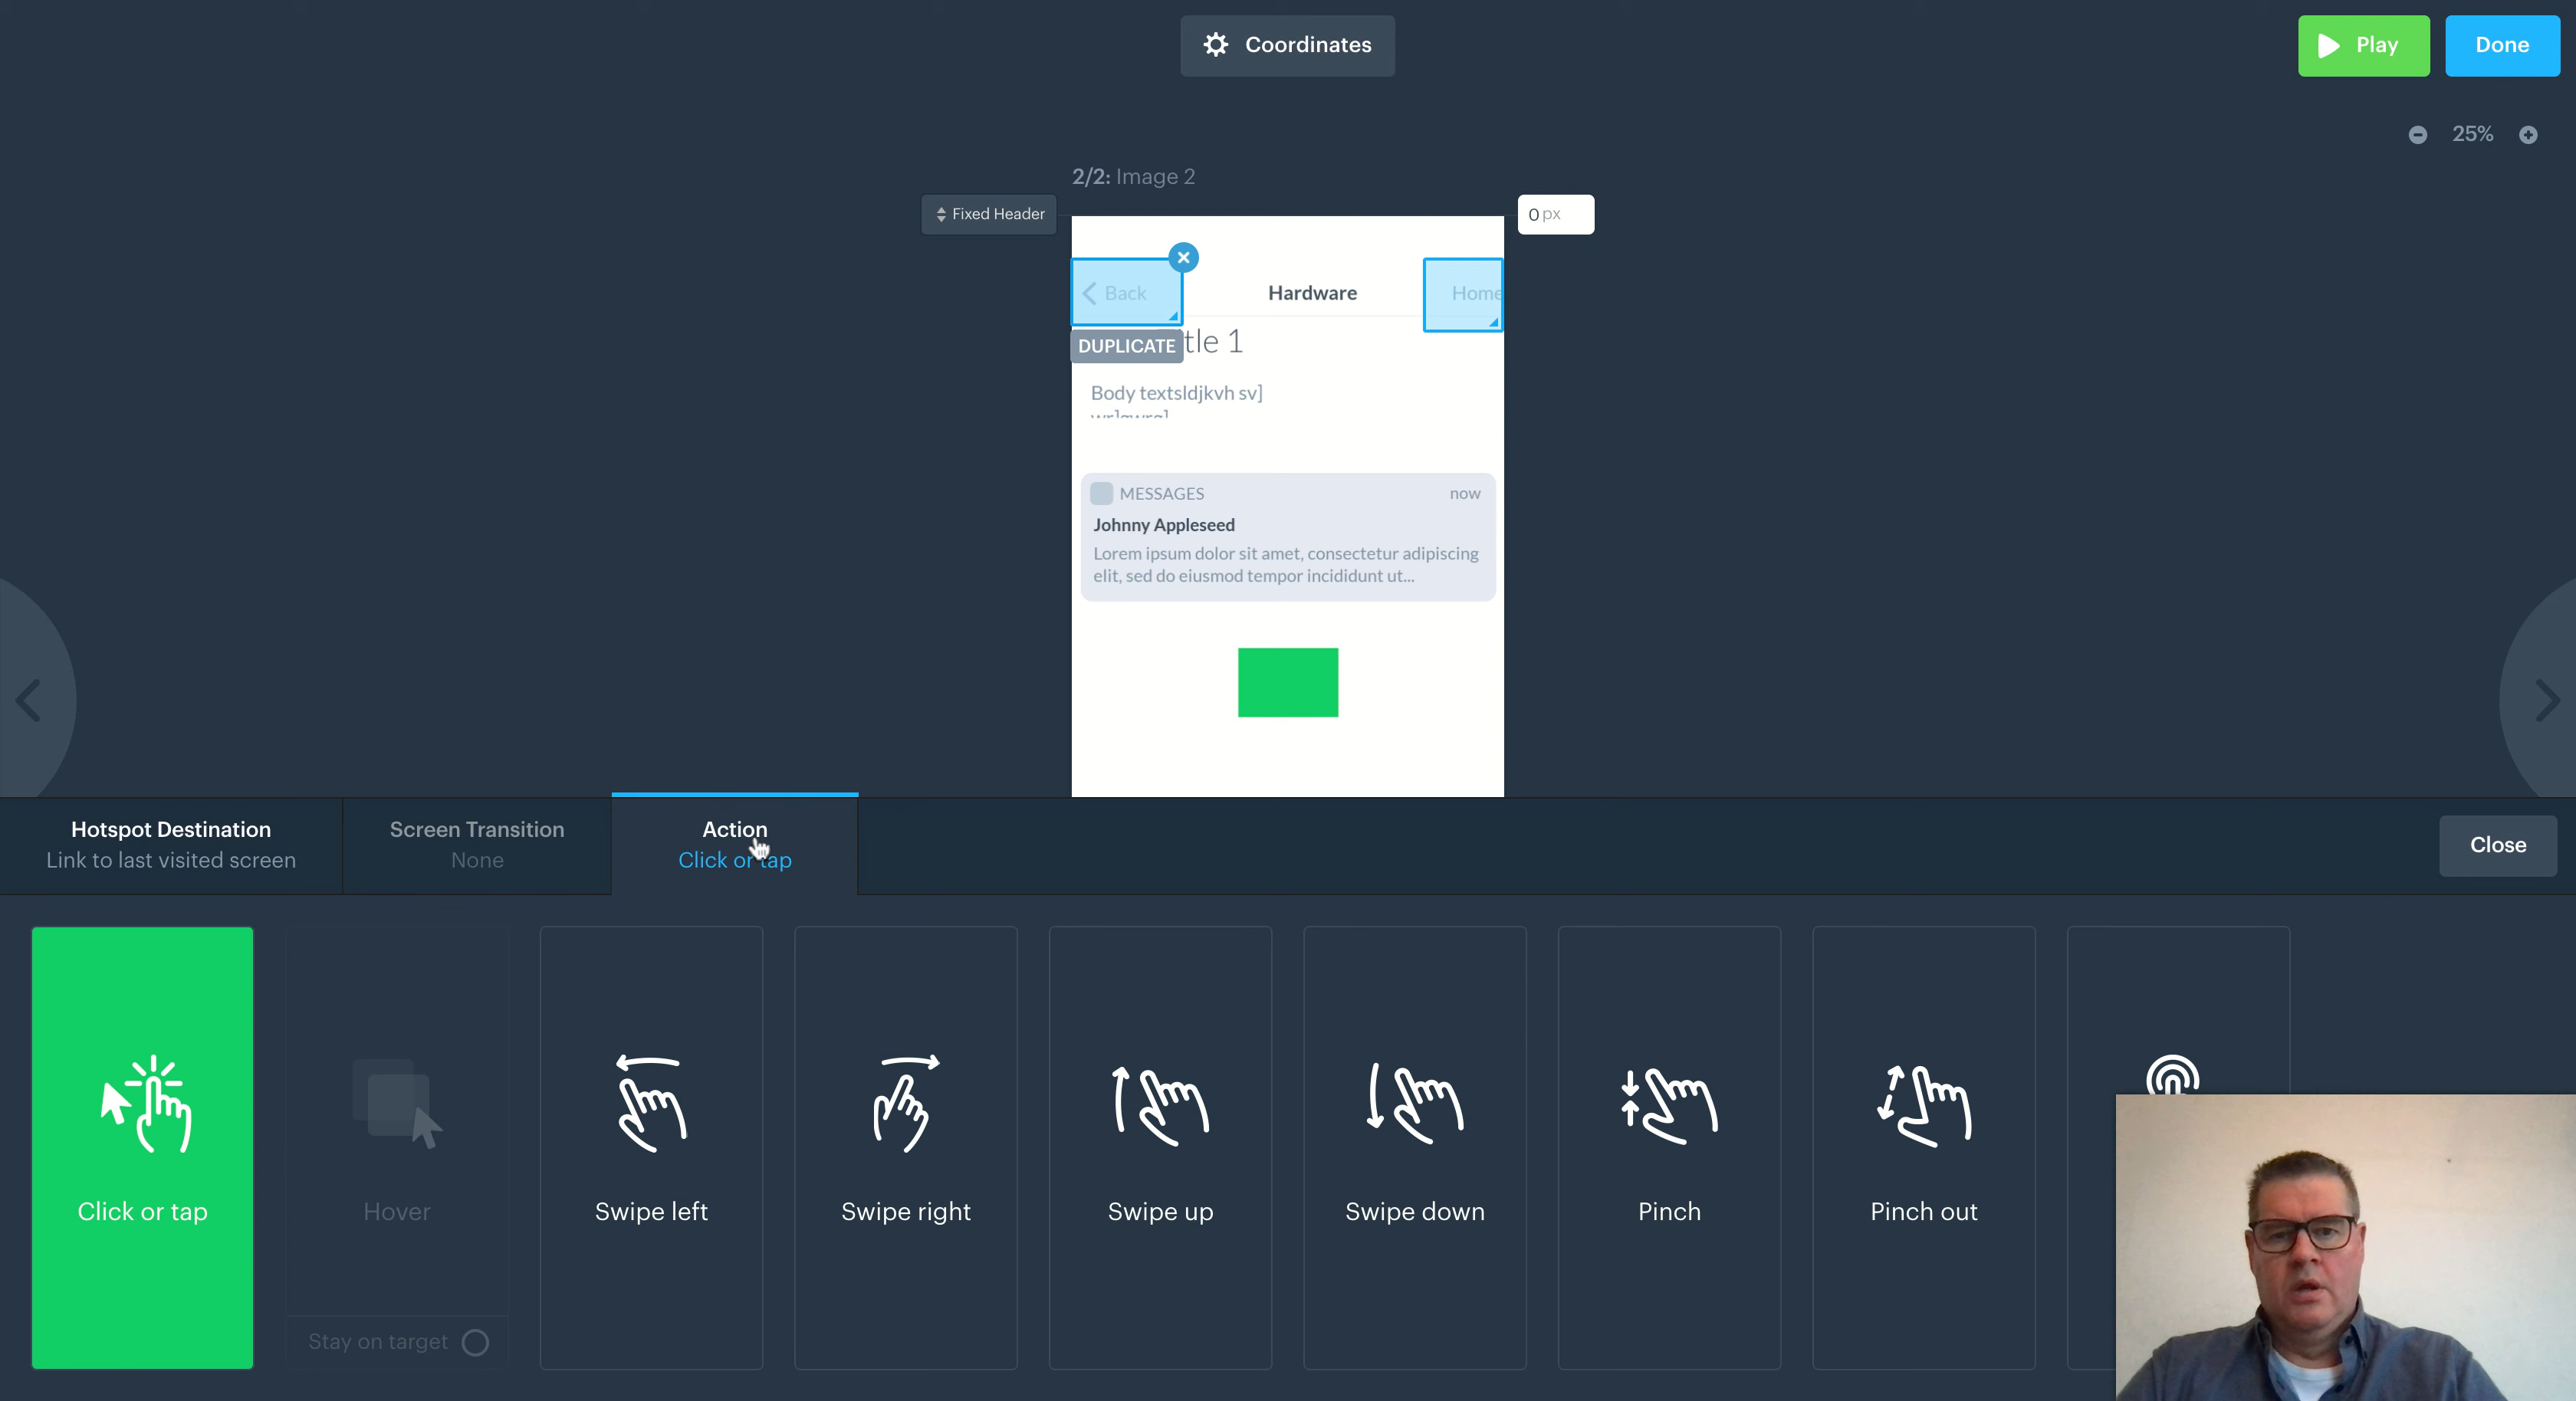 Coordinates
Play
Done
25%
2/2: Image 2
Fixed Header
0 px
Back
Hardware
Home
DUPLICATE
tle 1
Body textsldjkvh sv]
MESSAGES
now
Johnny Appleseed
Lorem ipsum dolor sit amet, consectetur adipiscing
elit, sed do eiusmod tempor incididunt ut...
Hotspot Destination
Link to last visited screen
Screen Transition
None
Action
Click or tap
Close
Click or tap
Hover
Stay on target
Swipe left
Swipe right
Swipe up
Swipe down
Pinch
Pinch out